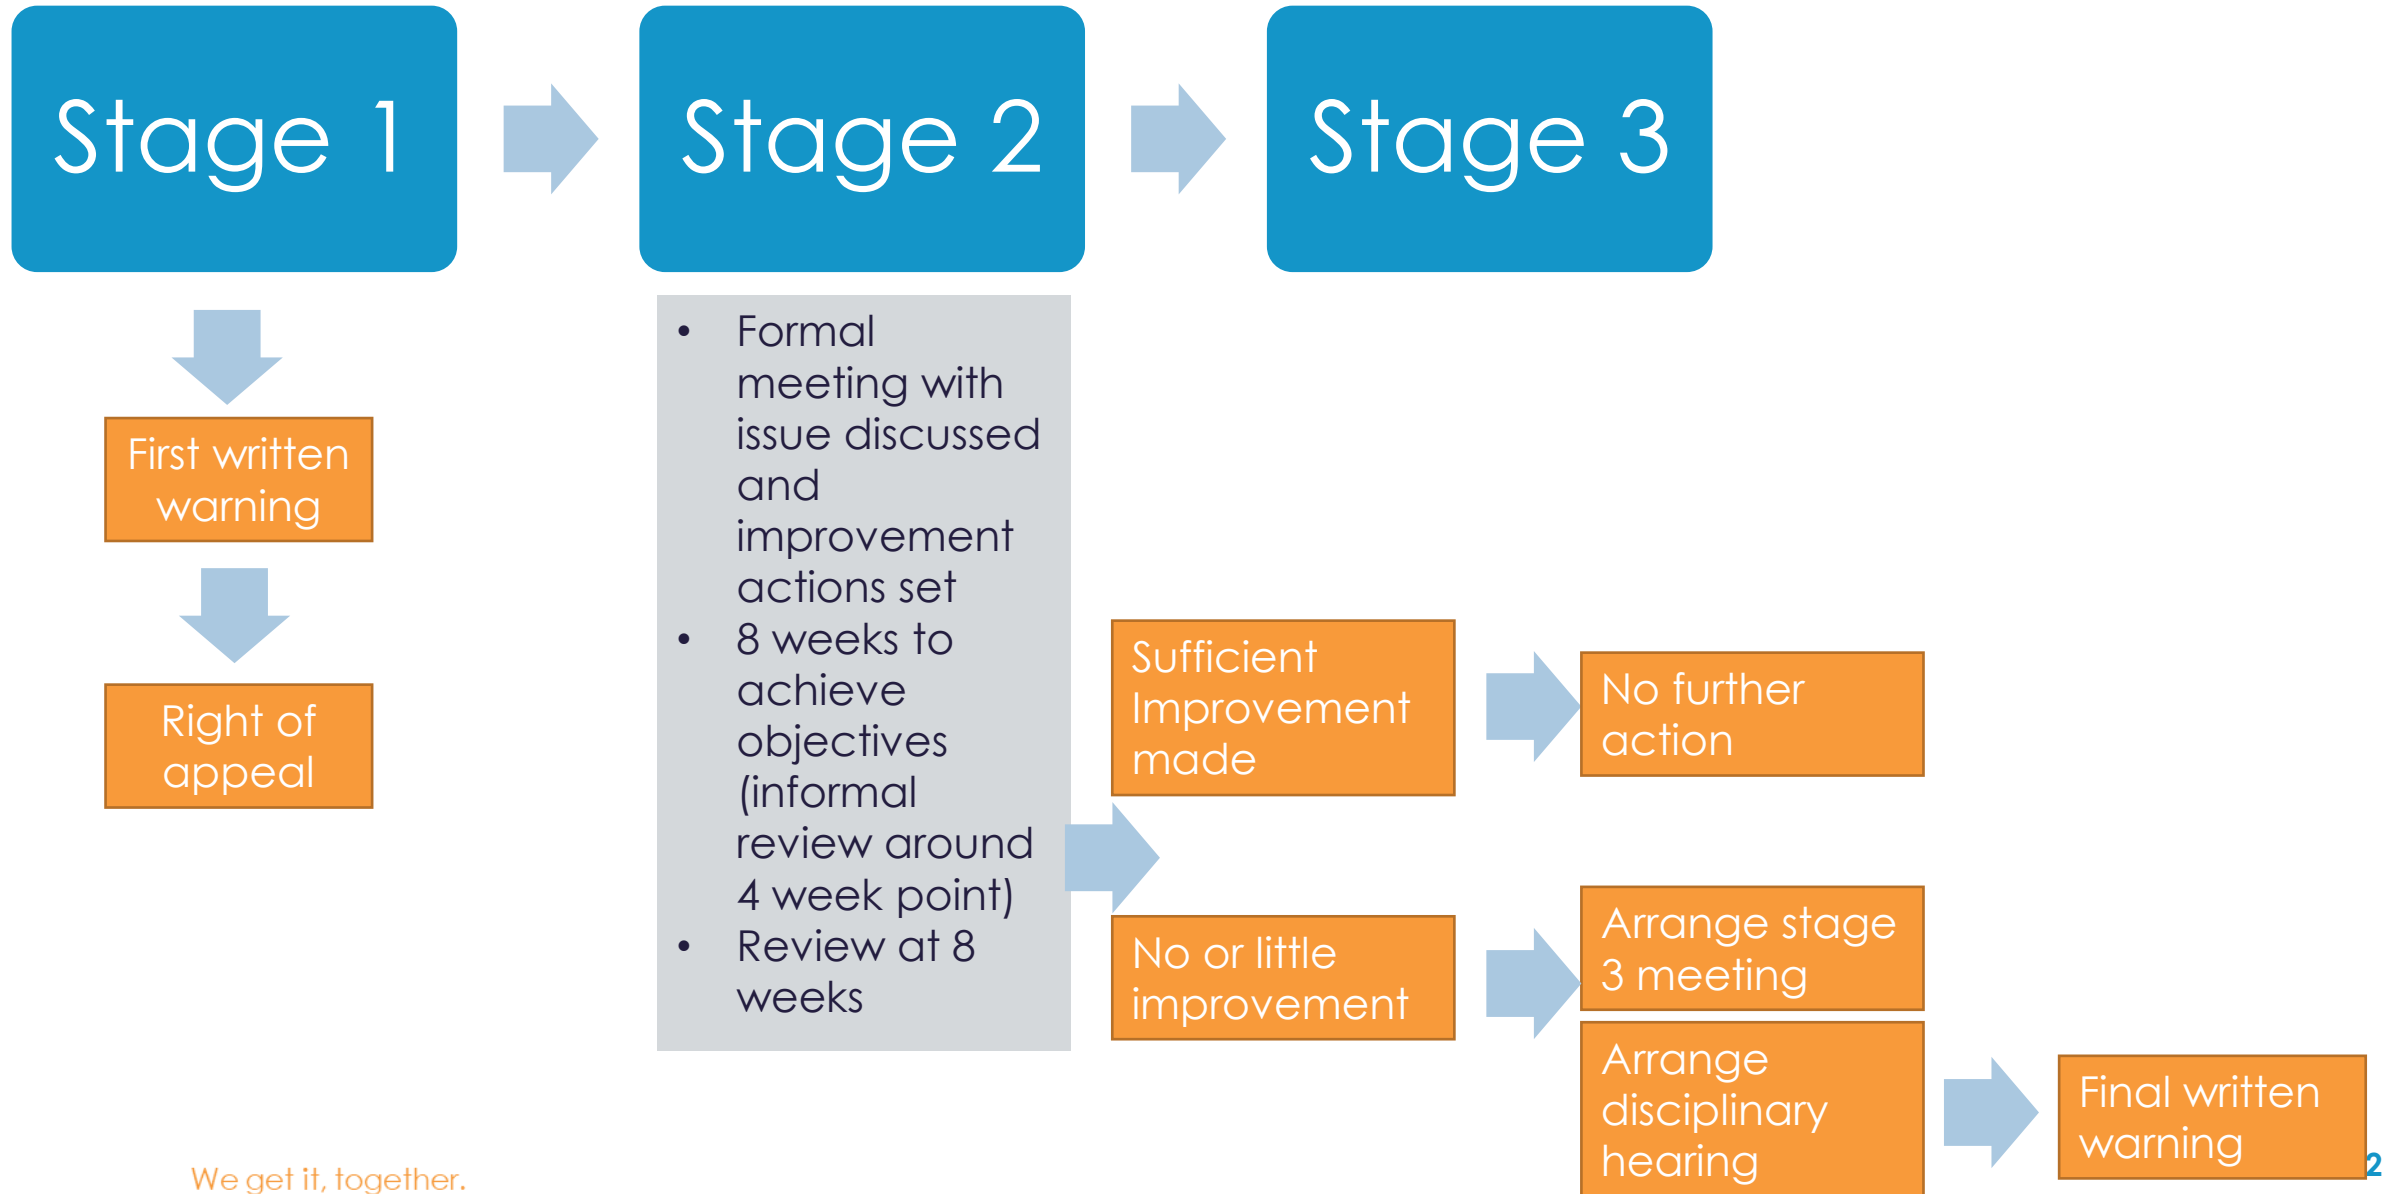 Stage 1
Stage 2
Stage 3
First written
warning
Right of
appeal
• Formal
meeting with
issue discussed
and
improvement
actions set
• 8 weeks to
achieve
objectives
(informal
review around
4 week point)
• Review at 8
weeks
Sufficient
Improvement
made
No further
action
No or little
improvement
Arrange stage
3 meeting
Arrange
disciplinary
hearing
Final written
warning
We get it, together.
2